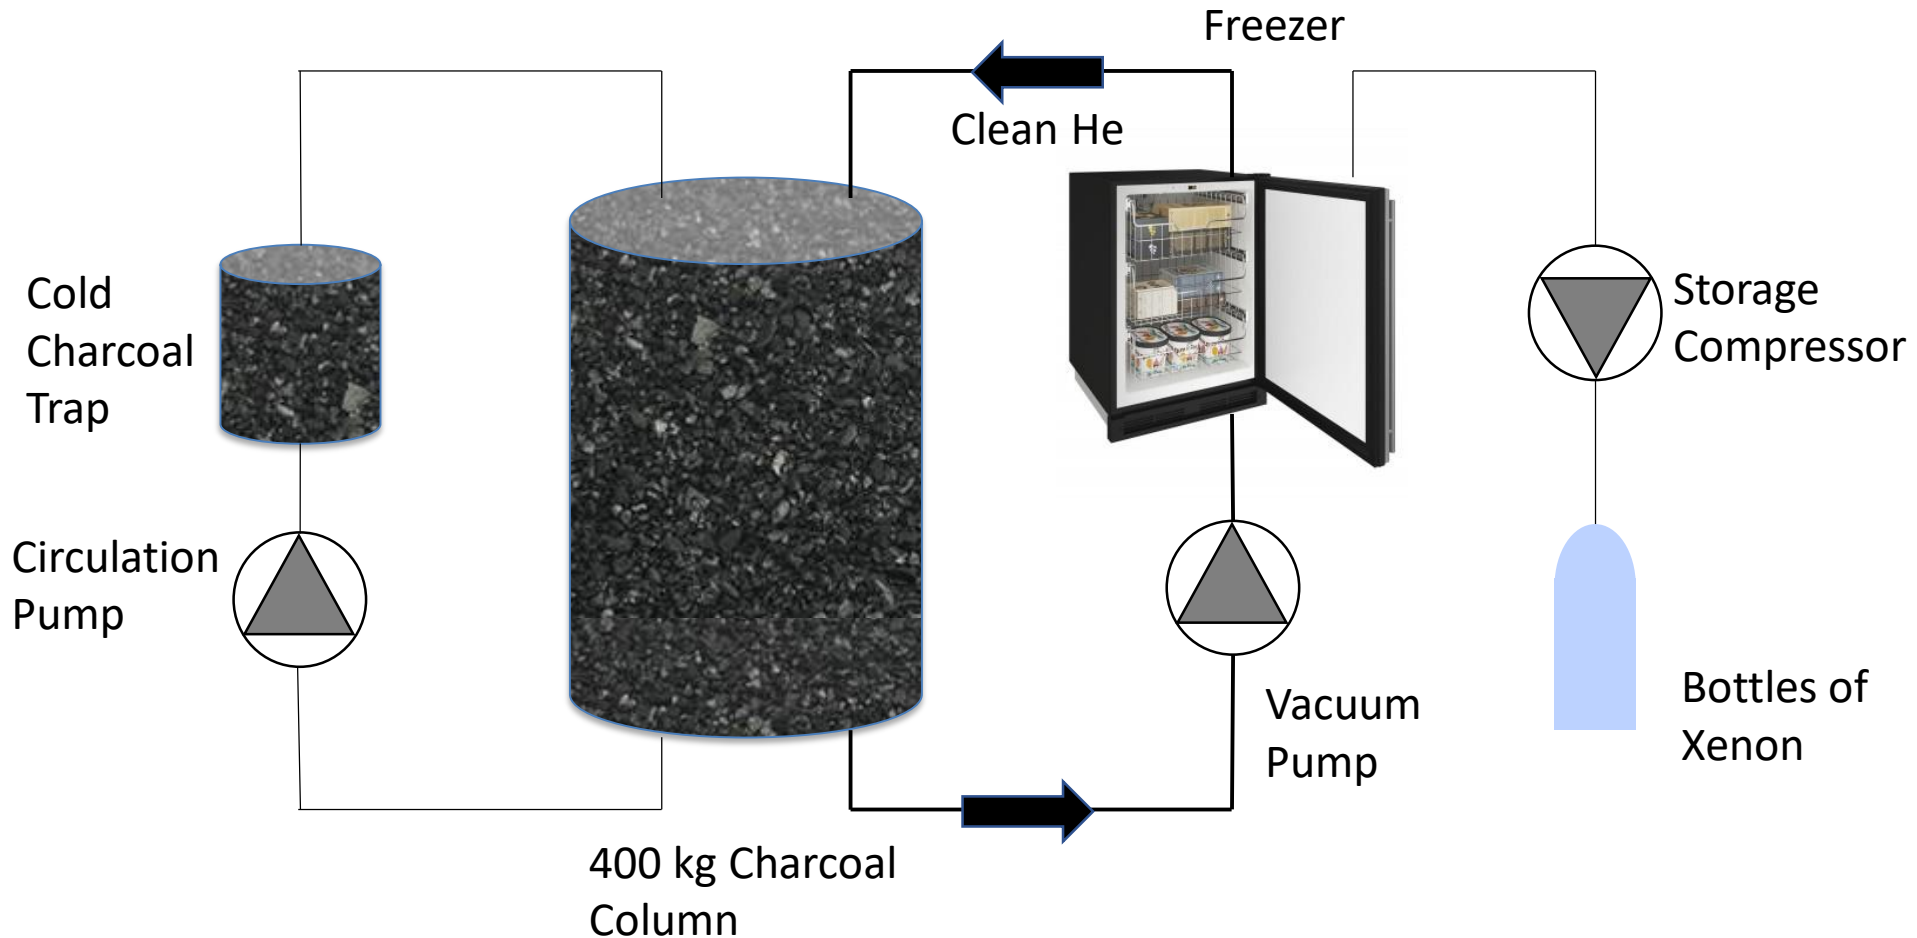 Freezer
Clean He
Cold
Charcoal
Trap
Storage
Compressor
Circulation
Pump
Vacuum
Pump
Bottles of
Xenon
400 kg Charcoal
Column